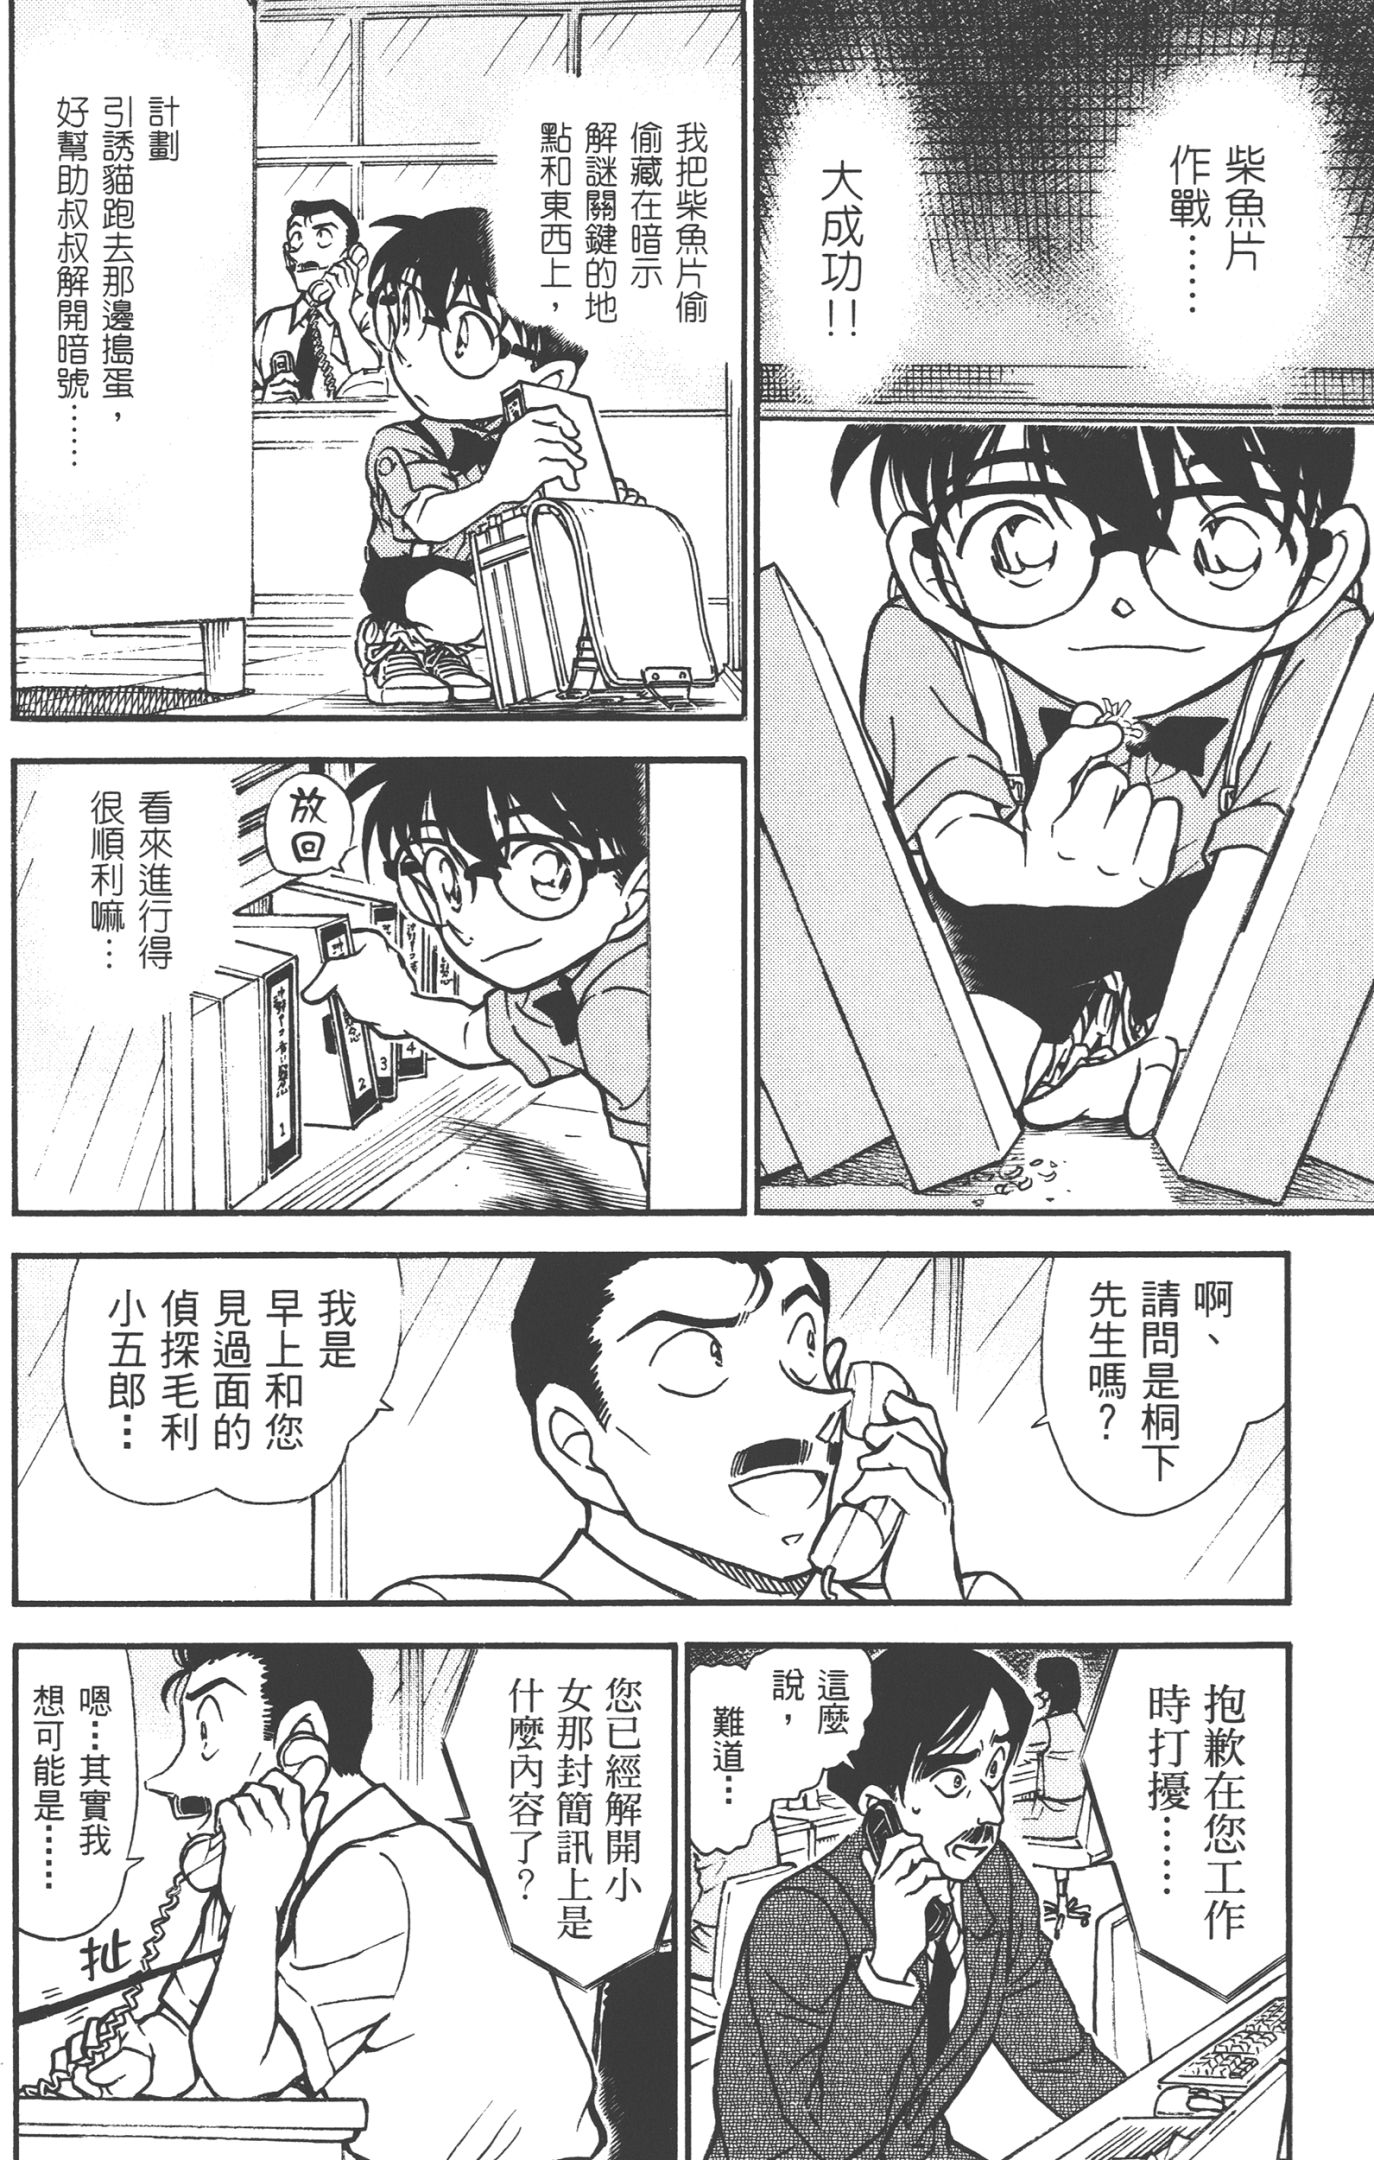 柴魚片
作戰……
大成功!!
我把柴魚片偷
偷藏在暗示
解謎關鍵的地
點和東西上，
計劃
引誘貓跑去那邊搗蛋，
好幫助叔叔解開暗號……
放回
看來進行得
很順利嘛…
1
2
3
4
啊、
請問是桐下
先生嗎？
我是
早上和您
見過面的
偵探毛利
小五郎…
抱歉在您工作
時打擾……
這麼
說，
難道…
您已經解開小
女那封簡訊上是
什麼內容了？
嗯…其實我
想可能是……
扯